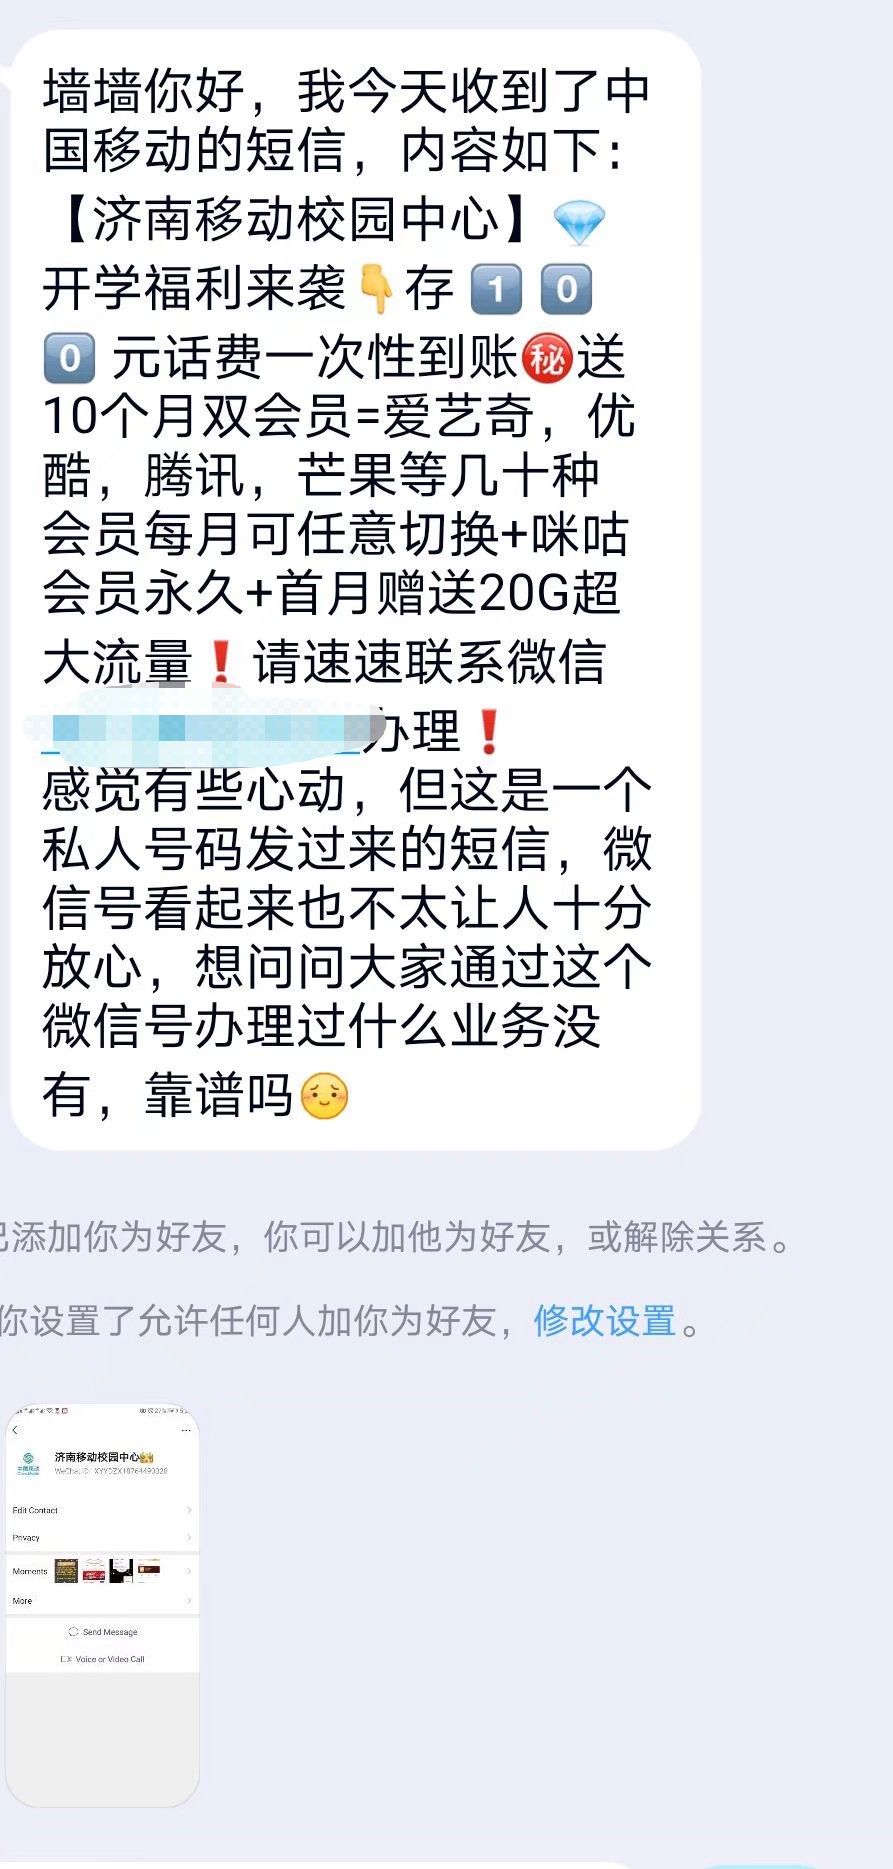 墙墙你好，我今天收到了中
国移动的短信，内容如下：
【济南移动校园中心】💎
开学福利来袭👇存 1️⃣ 0️⃣
0️⃣ 元话费一次性到账㊙️送
10个月双会员=爱艺奇，优
酷，腾讯，芒果等几十种
会员每月可任意切换+咪咕
会员永久+首月赠送20G超
大流量❗请速速联系微信
办理❗
感觉有些心动，但这是一个
私人号码发过来的短信，微
信号看起来也不太让人十分
放心，想问问大家通过这个
微信号办理过什么业务没
有，靠谱吗😌
已添加你为好友，你可以加他为好友，或解除关系。
你设置了允许任何人加你为好友，修改设置。
济南移动校园中心
WeChat ID:
Edit Contact
Privacy
Moments
More
Send Message
Voice or Video Call